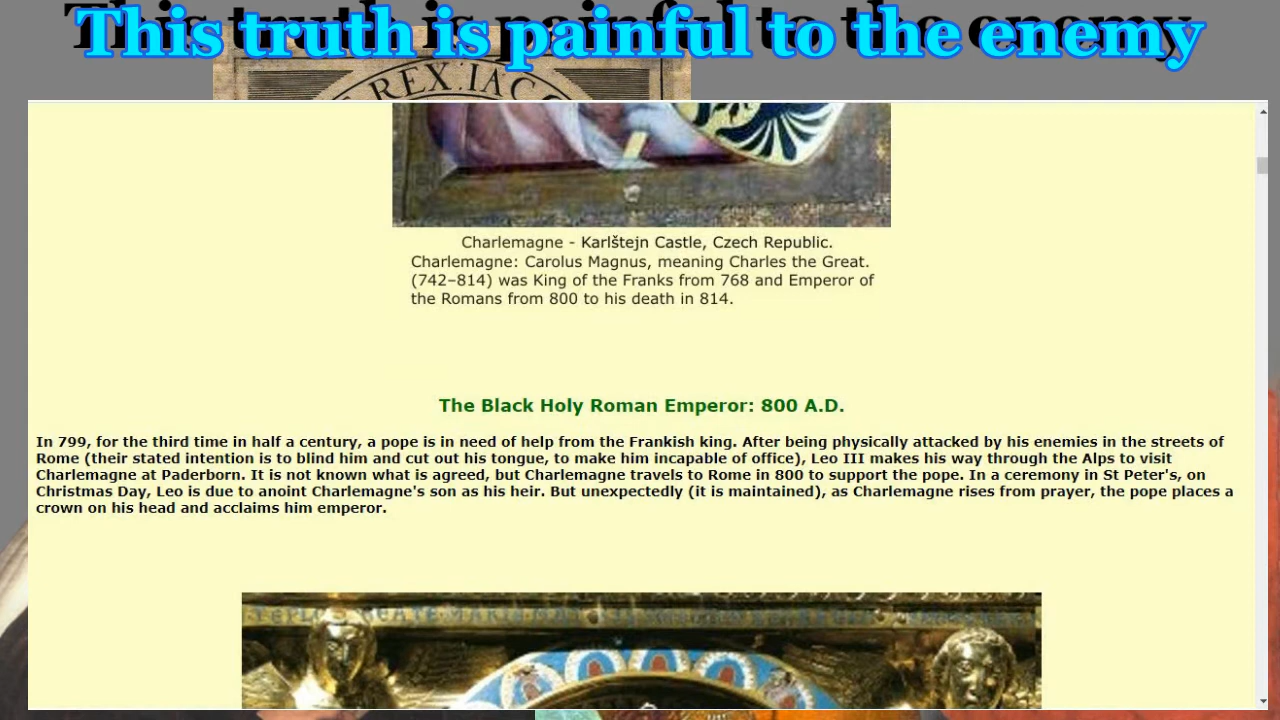 This truth is painful to the enemy
REX IACO
Charlemagne - Karlštejn Castle, Czech Republic.
Charlemagne: Carolus Magnus, meaning Charles the Great.
(742–814) was King of the Franks from 768 and Emperor of
the Romans from 800 to his death in 814.
The Black Holy Roman Emperor: 800 A.D.
In 799, for the third time in half a century, a pope is in need of help from the Frankish king. After being physically attacked by his enemies in the streets of
Rome (their stated intention is to blind him and cut out his tongue, to make him incapable of office), Leo III makes his way through the Alps to visit
Charlemagne at Paderborn. It is not known what is agreed, but Charlemagne travels to Rome in 800 to support the pope. In a ceremony in St Peter's, on
Christmas Day, Leo is due to anoint Charlemagne's son as his heir. But unexpectedly (it is maintained), as Charlemagne rises from prayer, the pope places a
crown on his head and acclaims him emperor.